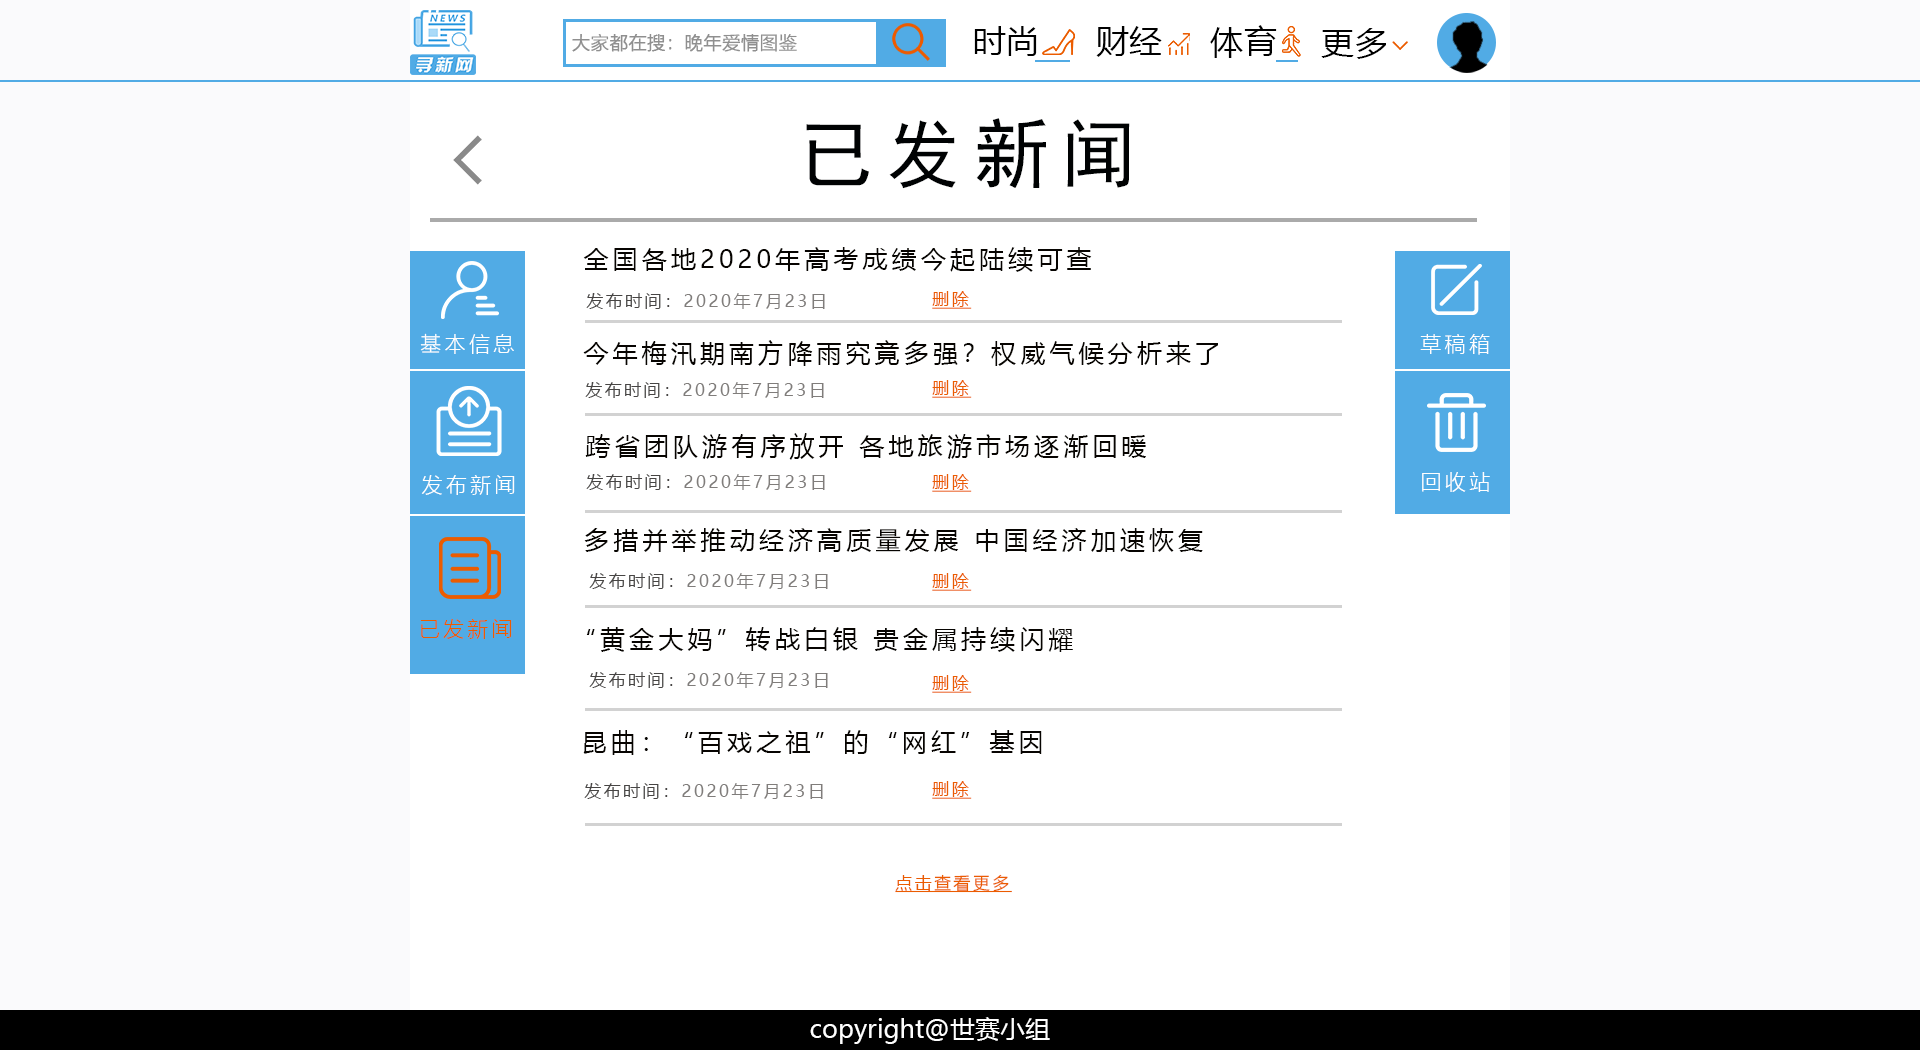 NEWS
寻新网
大家都在搜：晚年爱情图鉴
时尚
财经
体育
更多
已发新闻
基本信息
发布新闻
已发新闻
全国各地2020年高考成绩今起陆续可查
发布时间：2020年7月23日
删除
今年梅汛期南方降雨究竟多强？权威气候分析来了
发布时间：2020年7月23日
删除
跨省团队游有序放开 各地旅游市场逐渐回暖
发布时间：2020年7月23日
删除
多措并举推动经济高质量发展 中国经济加速恢复
发布时间：2020年7月23日
删除
“黄金大妈”转战白银 贵金属持续闪耀
发布时间：2020年7月23日
删除
昆曲：“百戏之祖”的“网红”基因
发布时间：2020年7月23日
删除
点击查看更多
草稿箱
回收站
copyright@世赛小组